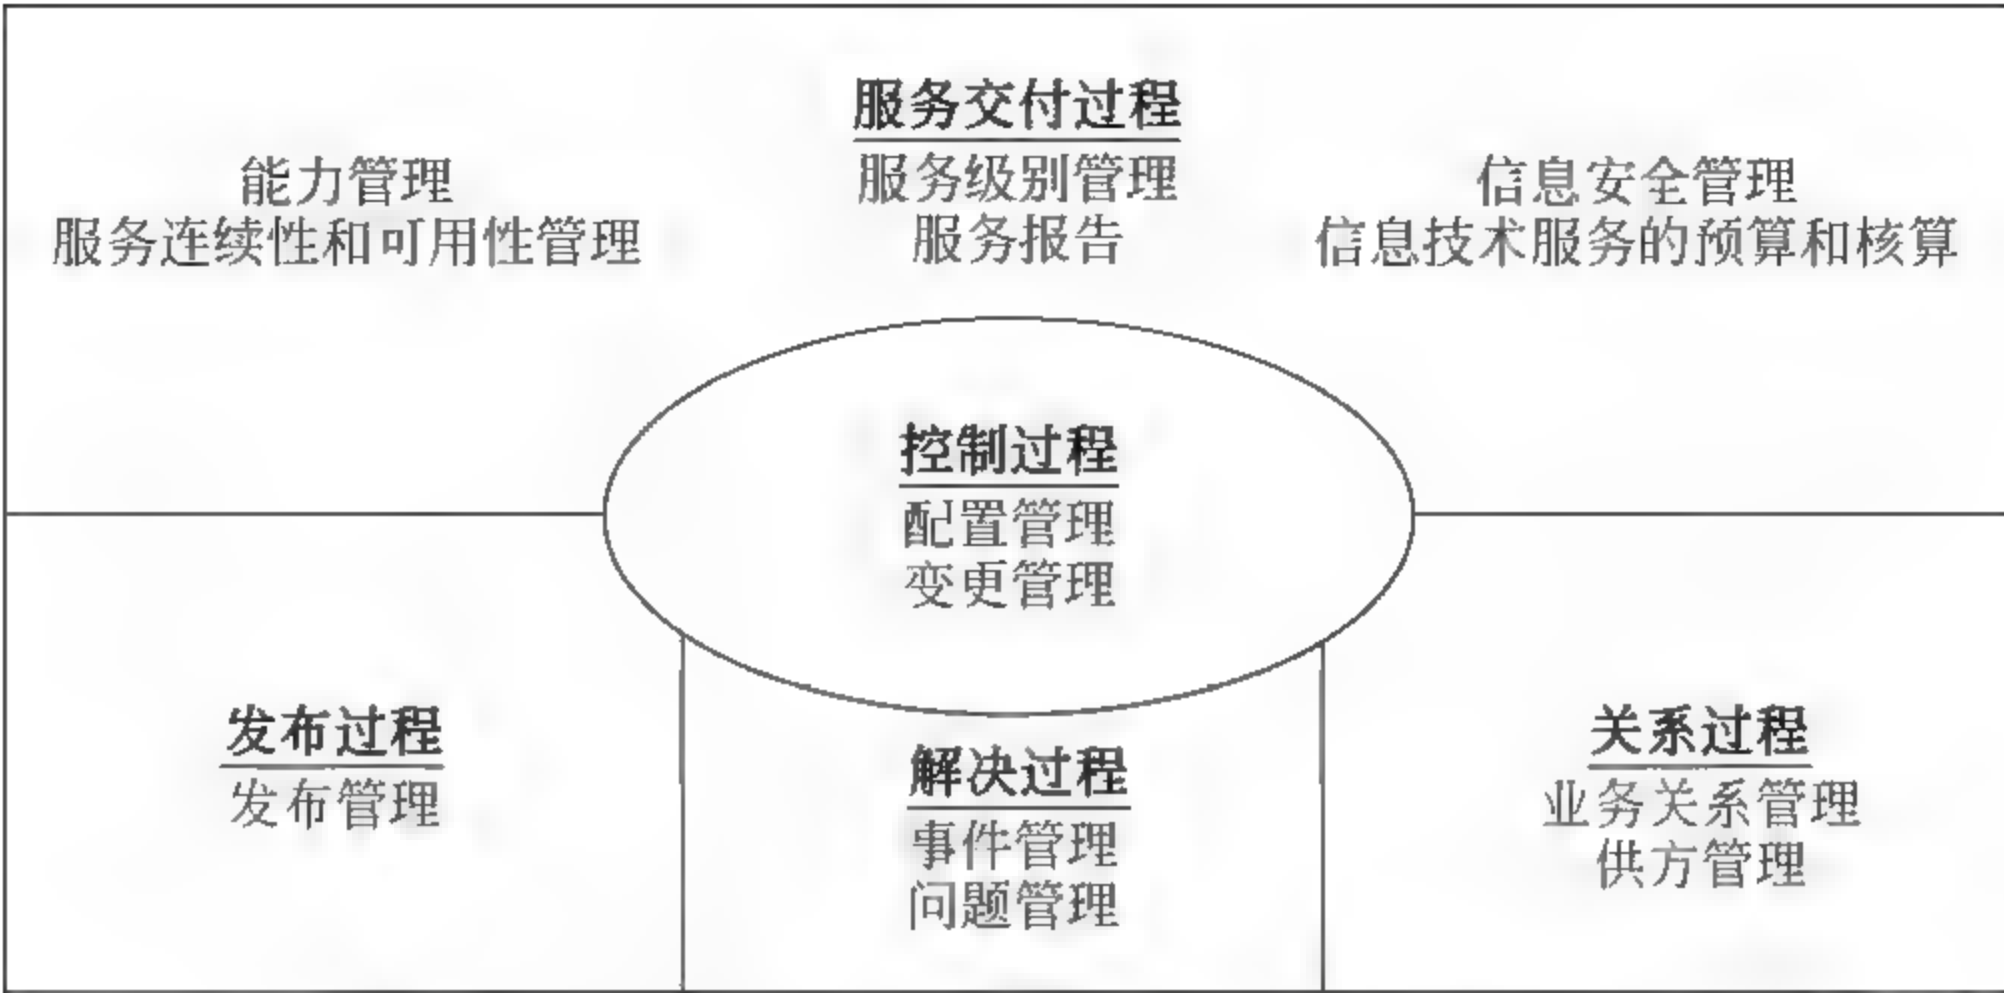 服务交付过程
能力管理
服务连续性和可用性管理
服务级别管理
服务报告
信息安全管理
信息技术服务的预算和核算
控制过程
配置管理
变更管理
发布过程
发布管理
解决过程
事件管理
问题管理
关系过程
业务关系管理
供方管理